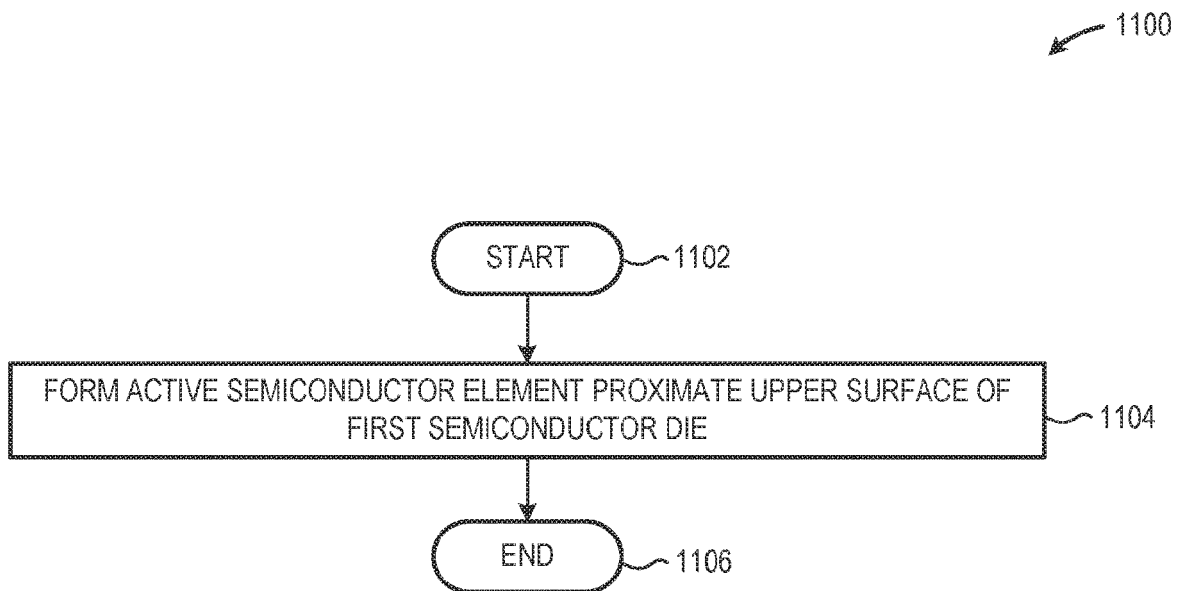 1100
START
1102
FORM ACTIVE SEMICONDUCTOR ELEMENT PROXIMATE UPPER SURFACE OF
FIRST SEMICONDUCTOR DIE
1104
END
1106